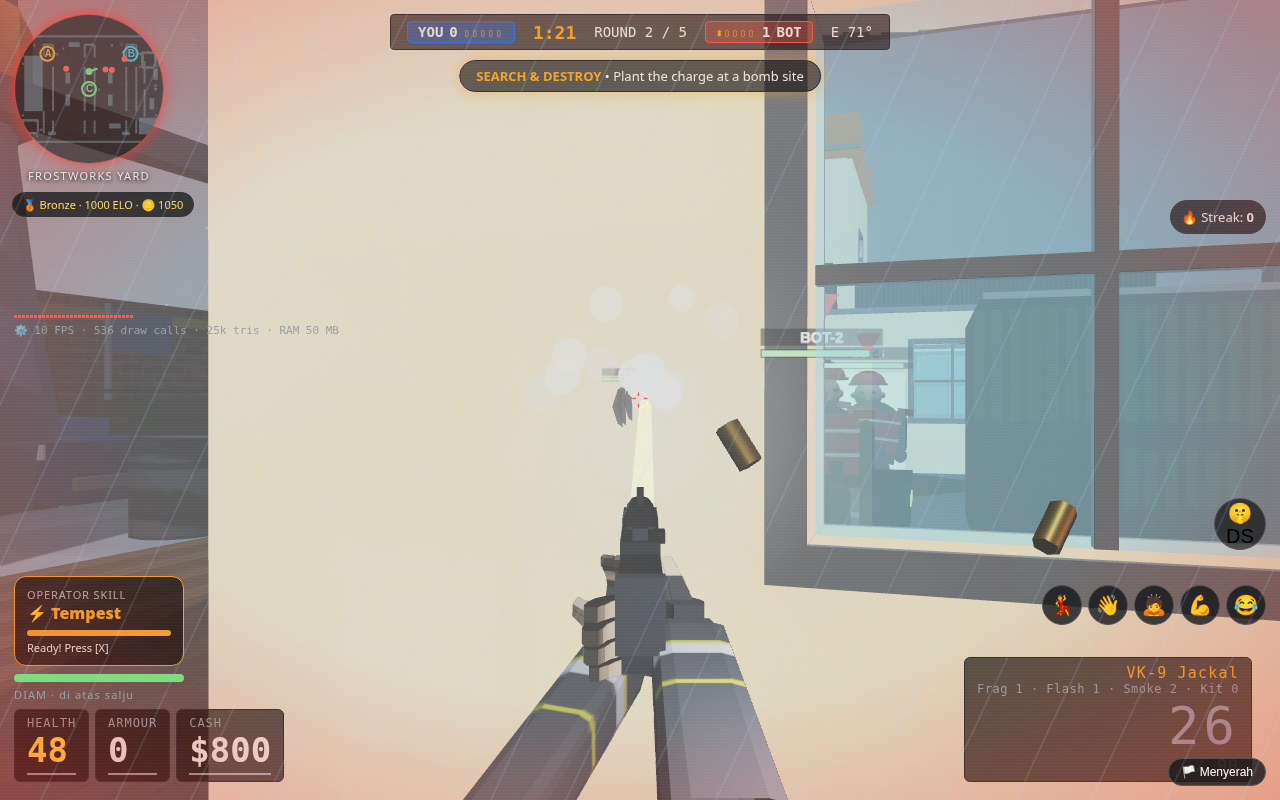 YOU 0 1:21 ROUND 2 / 5 1 BOT E 71°
SEARCH & DESTROY • Plant the charge at a bomb site
A
B
C
FROSTWORKS YARD
Bronze · 1000 ELO · 1050
Streak: 0
10 FPS · 536 draw calls · 25k tris · RAM 50 MB
BOT-2
DS
OPERATOR SKILL
Tempest
Ready! Press [X]
DIAM · di atas salju
HEALTH
48
ARMOUR
0
CASH
$800
VK-9 Jackal
Frag 1 · Flash 1 · Smoke 2 · Kit 0
26
Menyerah